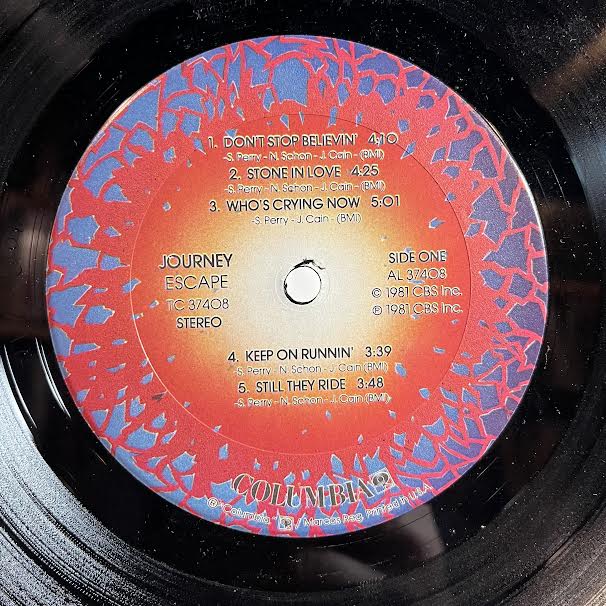 1. DON'T STOP BELIEVIN' 4:10
-S. Perry - N. Schon - J. Cain - (BMI)
2. STONE IN LOVE 4:25
-S. Perry - N. Schon - J. Cain - (BMI)
3. WHO'S CRYING NOW 5:01
-S. Perry - J. Cain - (BMI)
JOURNEY
ESCAPE
TC 37408
STEREO
SIDE ONE
AL 37408
© 1981 CBS Inc.
℗ 1981 CBS Inc.
4. KEEP ON RUNNIN' 3:39
-S. Perry - N. Schon - J. Cain (BMI)
5. STILL THEY RIDE 3:48
-S. Perry - N. Schon - J. Cain - (BMI)
COLUMBIA
® "Columbia," Marcas Reg. Printed in U.S.A.